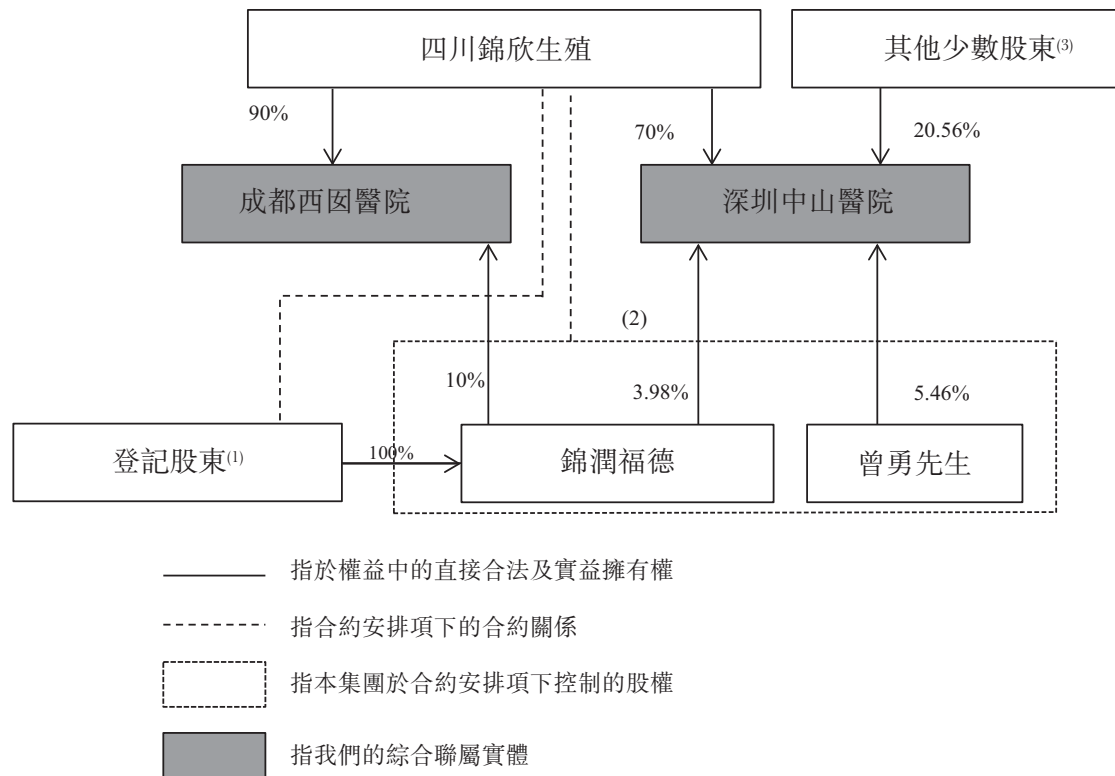 四川錦欣生殖
其他少數股東(3)
90%
70%
20.56%
成都西囡醫院
深圳中山醫院
(2)
10%
3.98%
5.46%
登記股東(1)
100%
錦潤福德
曾勇先生
指於權益中的直接合法及實益擁有權
指合約安排項下的合約關係
指本集團於合約安排項下控制的股權
指我們的綜合聯屬實體